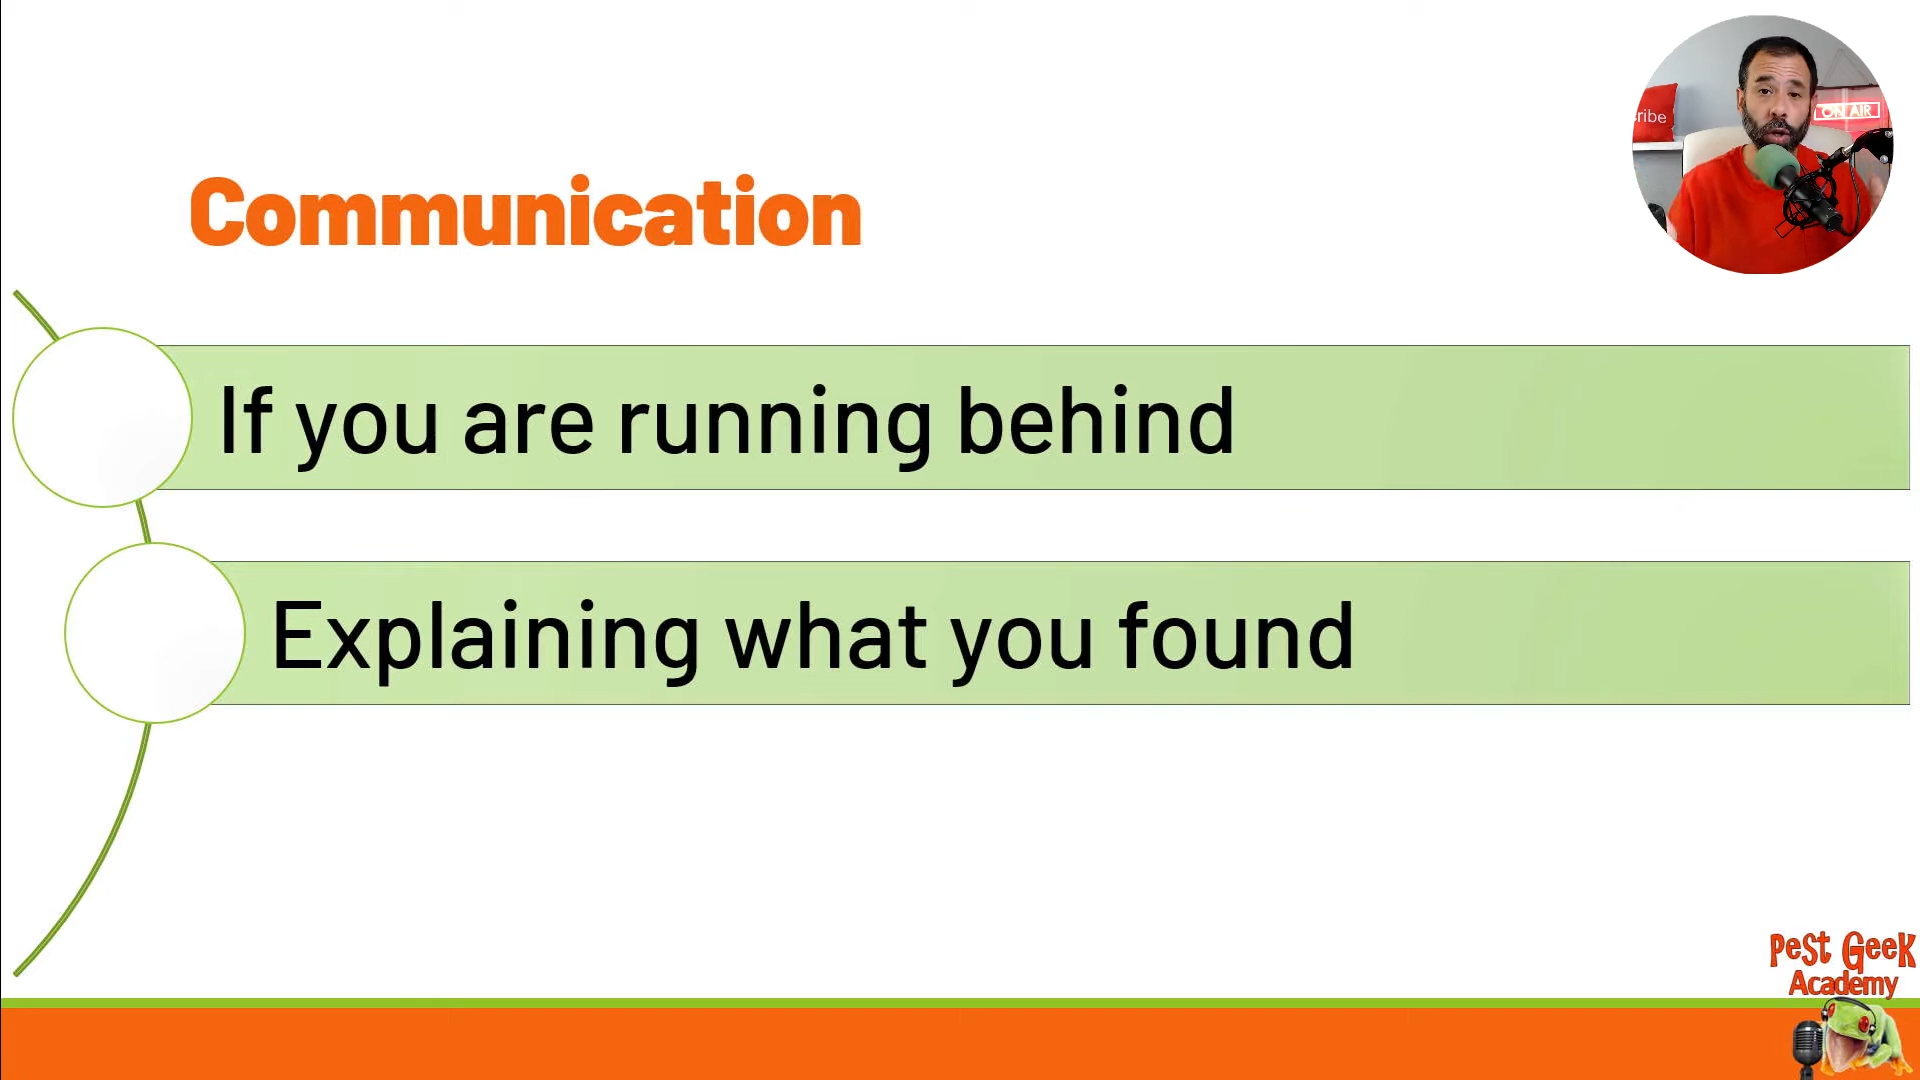 ribe
ON AIR
Communication
If you are running behind
Explaining what you found
Pest Geek
Academy